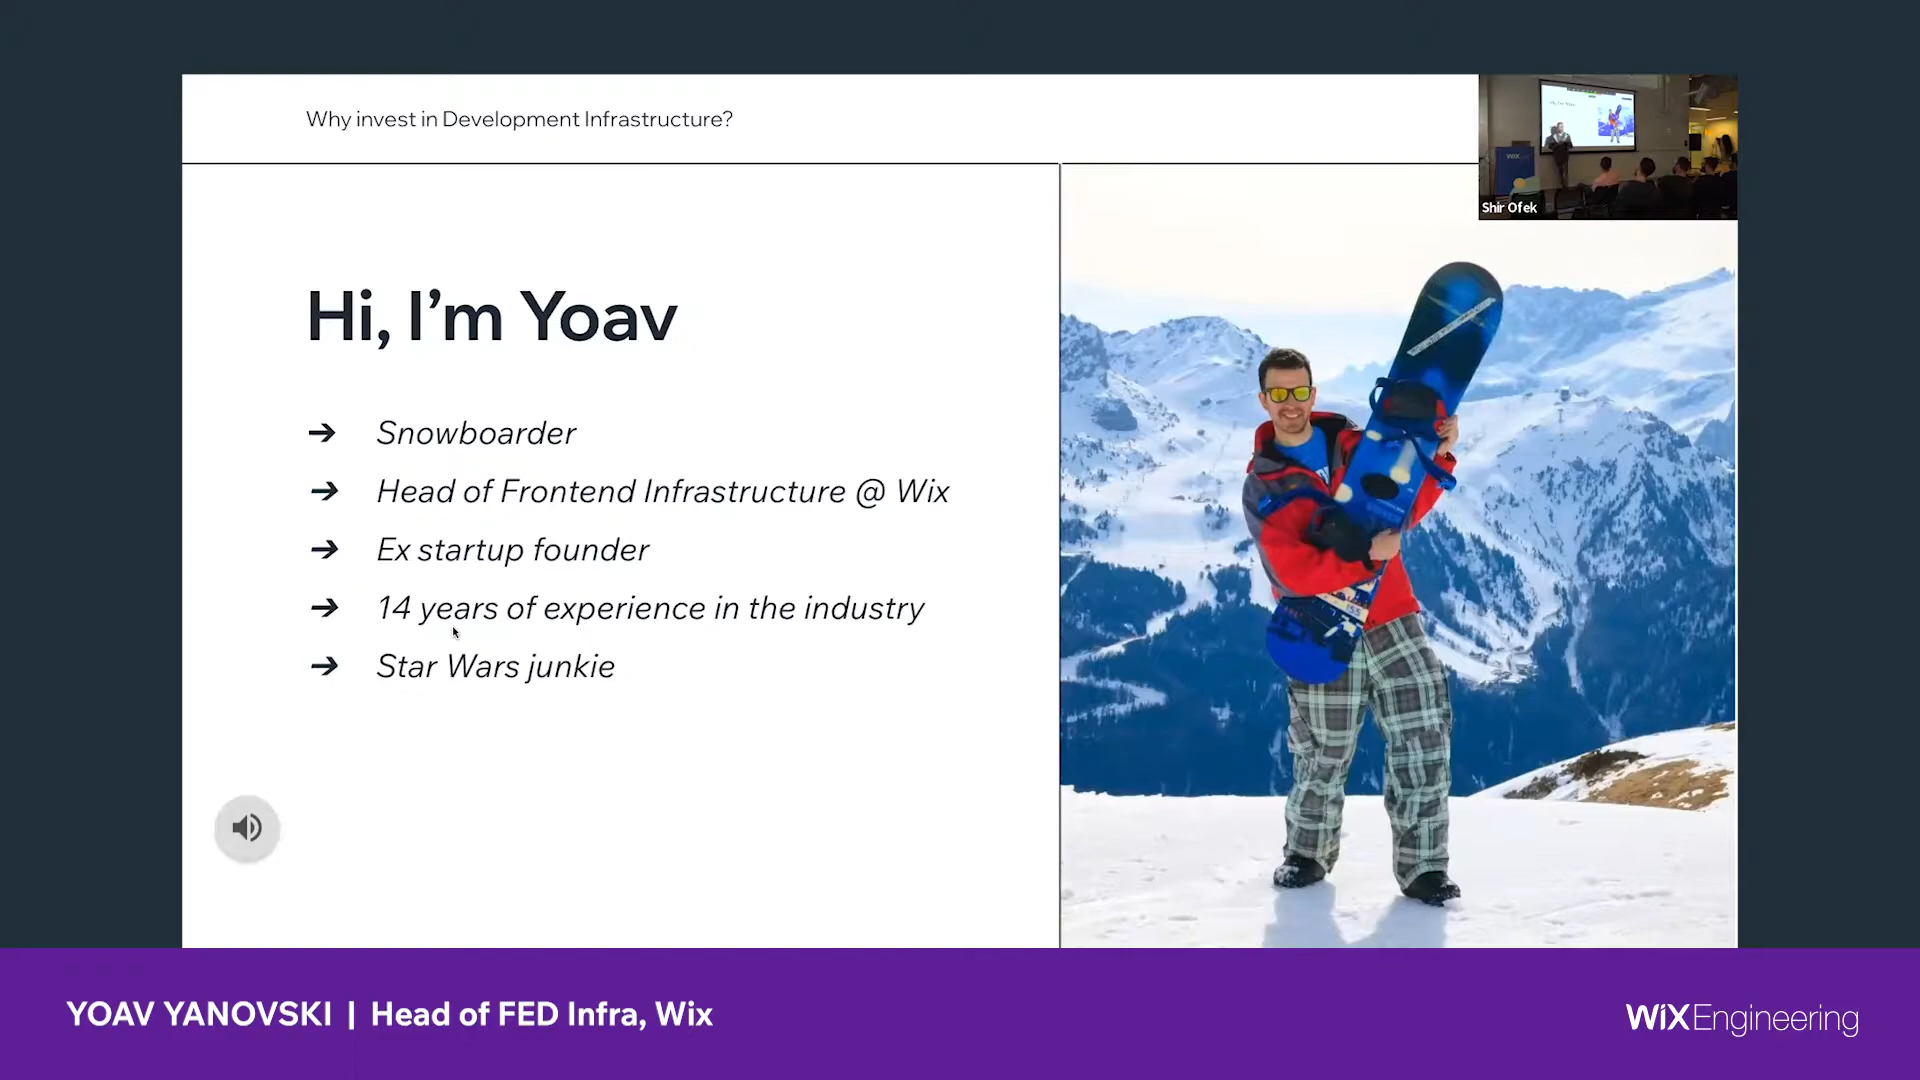 Why invest in Development Infrastructure?
WIX
Shir Ofek
Hi, I'm Yoav
➔ Snowboarder
➔ Head of Frontend Infrastructure @ Wix
➔ Ex startup founder
➔ 14 years of experience in the industry
➔ Star Wars junkie
YOAV YANOVSKI | Head of FED Infra, Wix
WiX Engineering